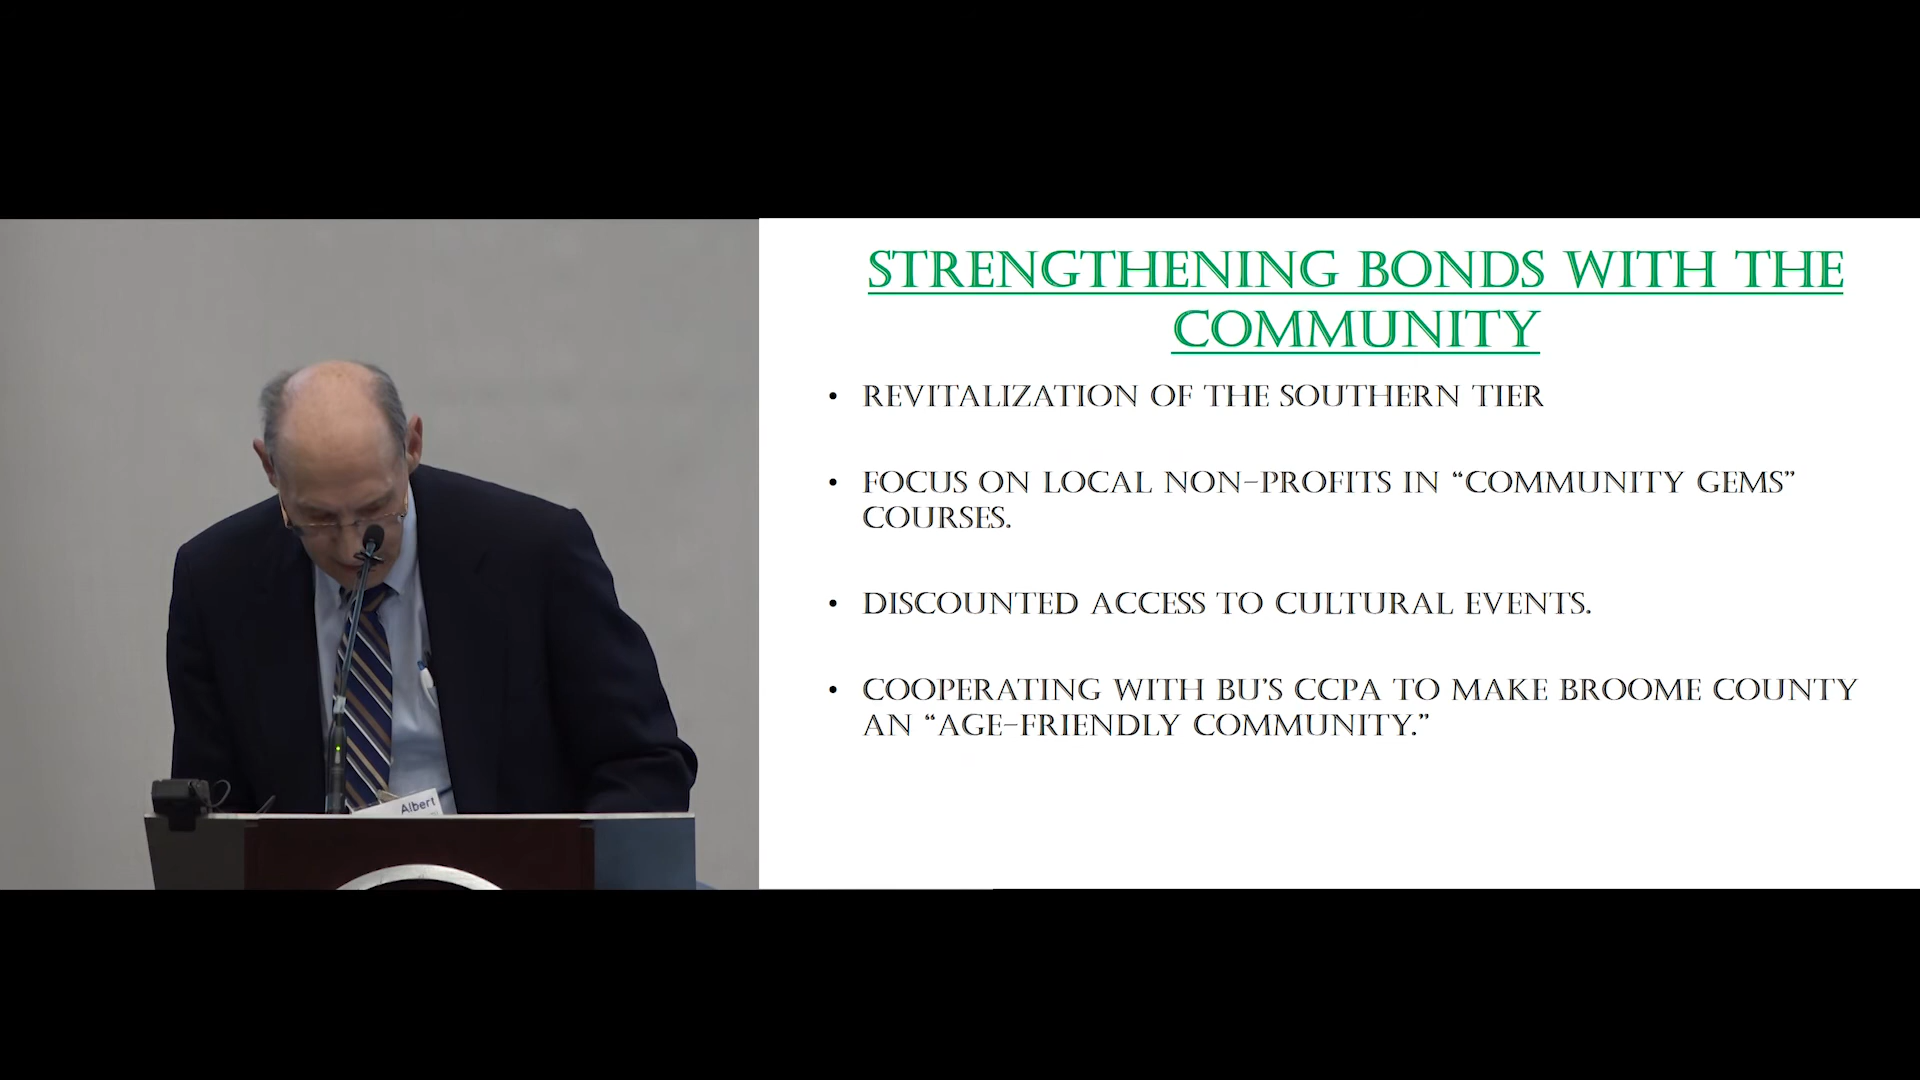 STRENGTHENING BONDS WITH THE
COMMUNITY
• REVITALIZATION OF THE SOUTHERN TIER
• FOCUS ON LOCAL NON-PROFITS IN “COMMUNITY GEMS”
COURSES.
• DISCOUNTED ACCESS TO CULTURAL EVENTS.
• COOPERATING WITH BU’S CCPA TO MAKE BROOME COUNTY
AN “AGE-FRIENDLY COMMUNITY.”
Albert